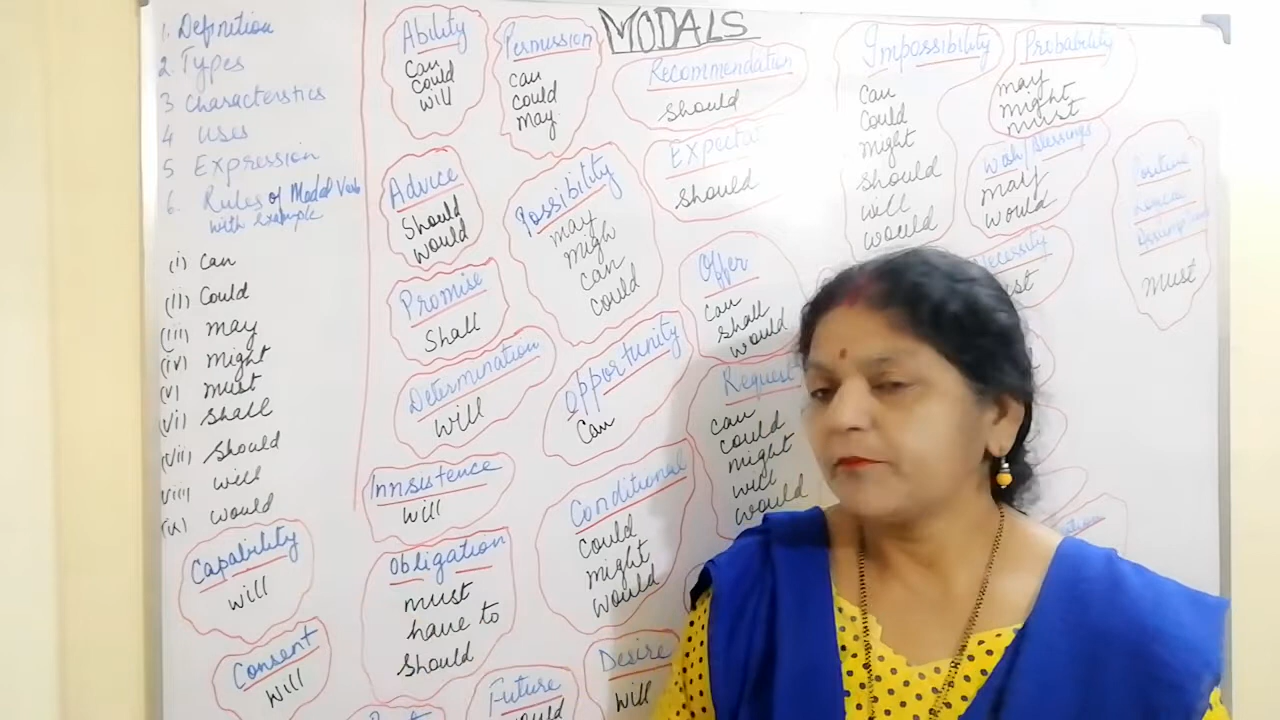 MODALS
1. Definition
2. Types
3 Characterstics
4 Uses
5 Expression
6. Rules of Modal Verb
with example
(i) Can
(ii) Could
(iii) may
(iv) might
(v) must
(vi) shall
(vii) should
(viii) will
(ix) would
Capability
will
Consent
will
Ability
can
could
will
Permission
can
could
may
Recommendation
Should
Impossibility
Can
Could
might
should
will
would
Probability
may
might
must
Advice
Should
would
Possibility
may
migh
can
could
Expecta
Should
Wish/Blessings
may
would
Positive
must
Promise
Shall
Offer
can
shall
would
Necessity
Determination
will
Opportunity
Can
Request
can
could
might
will
would
Innsistence
will
Conditional
could
might
would
Obligation
must
have to
should
Desire
will
Future
would